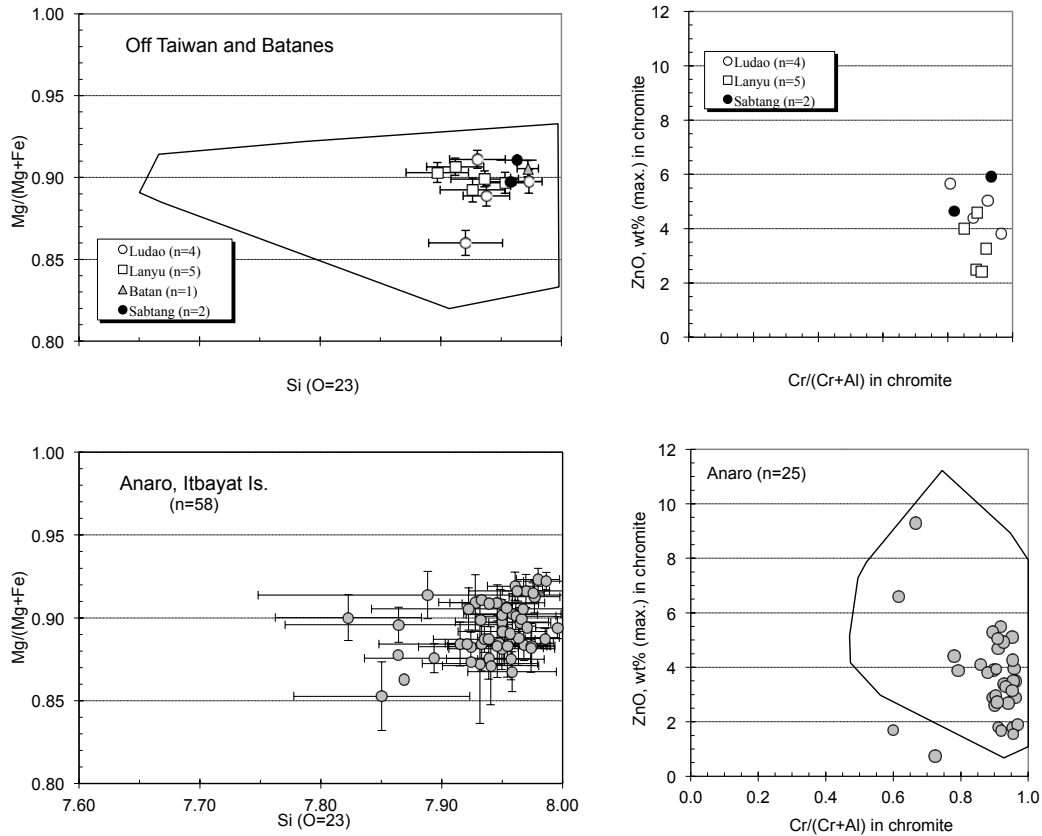 1.00
0.95
0.90
0.85
0.80
Mg/(Mg+Fe)
Off Taiwan and Batanes
Ludao (n=4)
Lanyu (n=5)
Batan (n=1)
Sabtang (n=2)
Si (O=23)
12
10
8
6
4
2
0
ZnO, wt% (max.) in chromite
Ludao (n=4)
Lanyu (n=5)
Sabtang (n=2)
Cr/(Cr+Al) in chromite
1.00
0.95
0.90
0.85
0.80
Mg/(Mg+Fe)
Anaro, Itbayat Is.
(n=58)
7.60 7.70 7.80 7.90 8.00
Si (O=23)
12
10
8
6
4
2
0
ZnO, wt% (max.) in chromite
Anaro (n=25)
0.0 0.2 0.4 0.6 0.8 1.0
Cr/(Cr+Al) in chromite